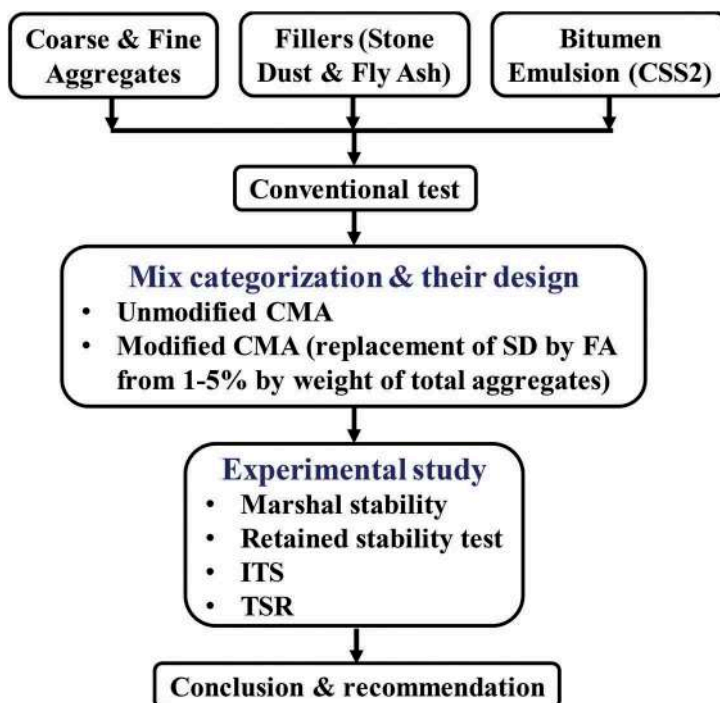 Coarse & Fine
Aggregates
Fillers (Stone
Dust & Fly Ash)
Bitumen
Emulsion (CSS2)
Conventional test
Mix categorization & their design
• Unmodified CMA
• Modified CMA (replacement of SD by FA
from 1-5% by weight of total aggregates)
Experimental study
• Marshal stability
• Retained stability test
• ITS
• TSR
Conclusion & recommendation